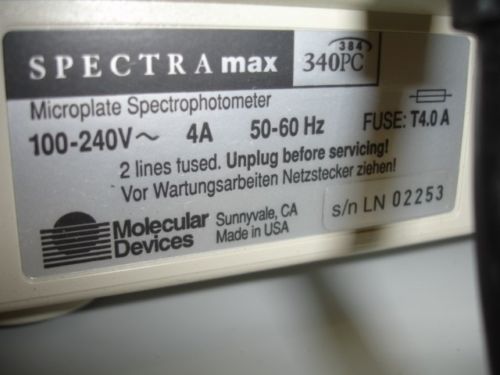 SPECTRAmax 340PC 384
Microplate Spectrophotometer
100-240V~ 4A 50-60 Hz FUSE: T4.0 A
2 lines fused. Unplug before servicing!
Vor Wartungsarbeiten Netzstecker ziehen!
Molecular Devices
Sunnyvale, CA
Made in USA
s/n LN 02253